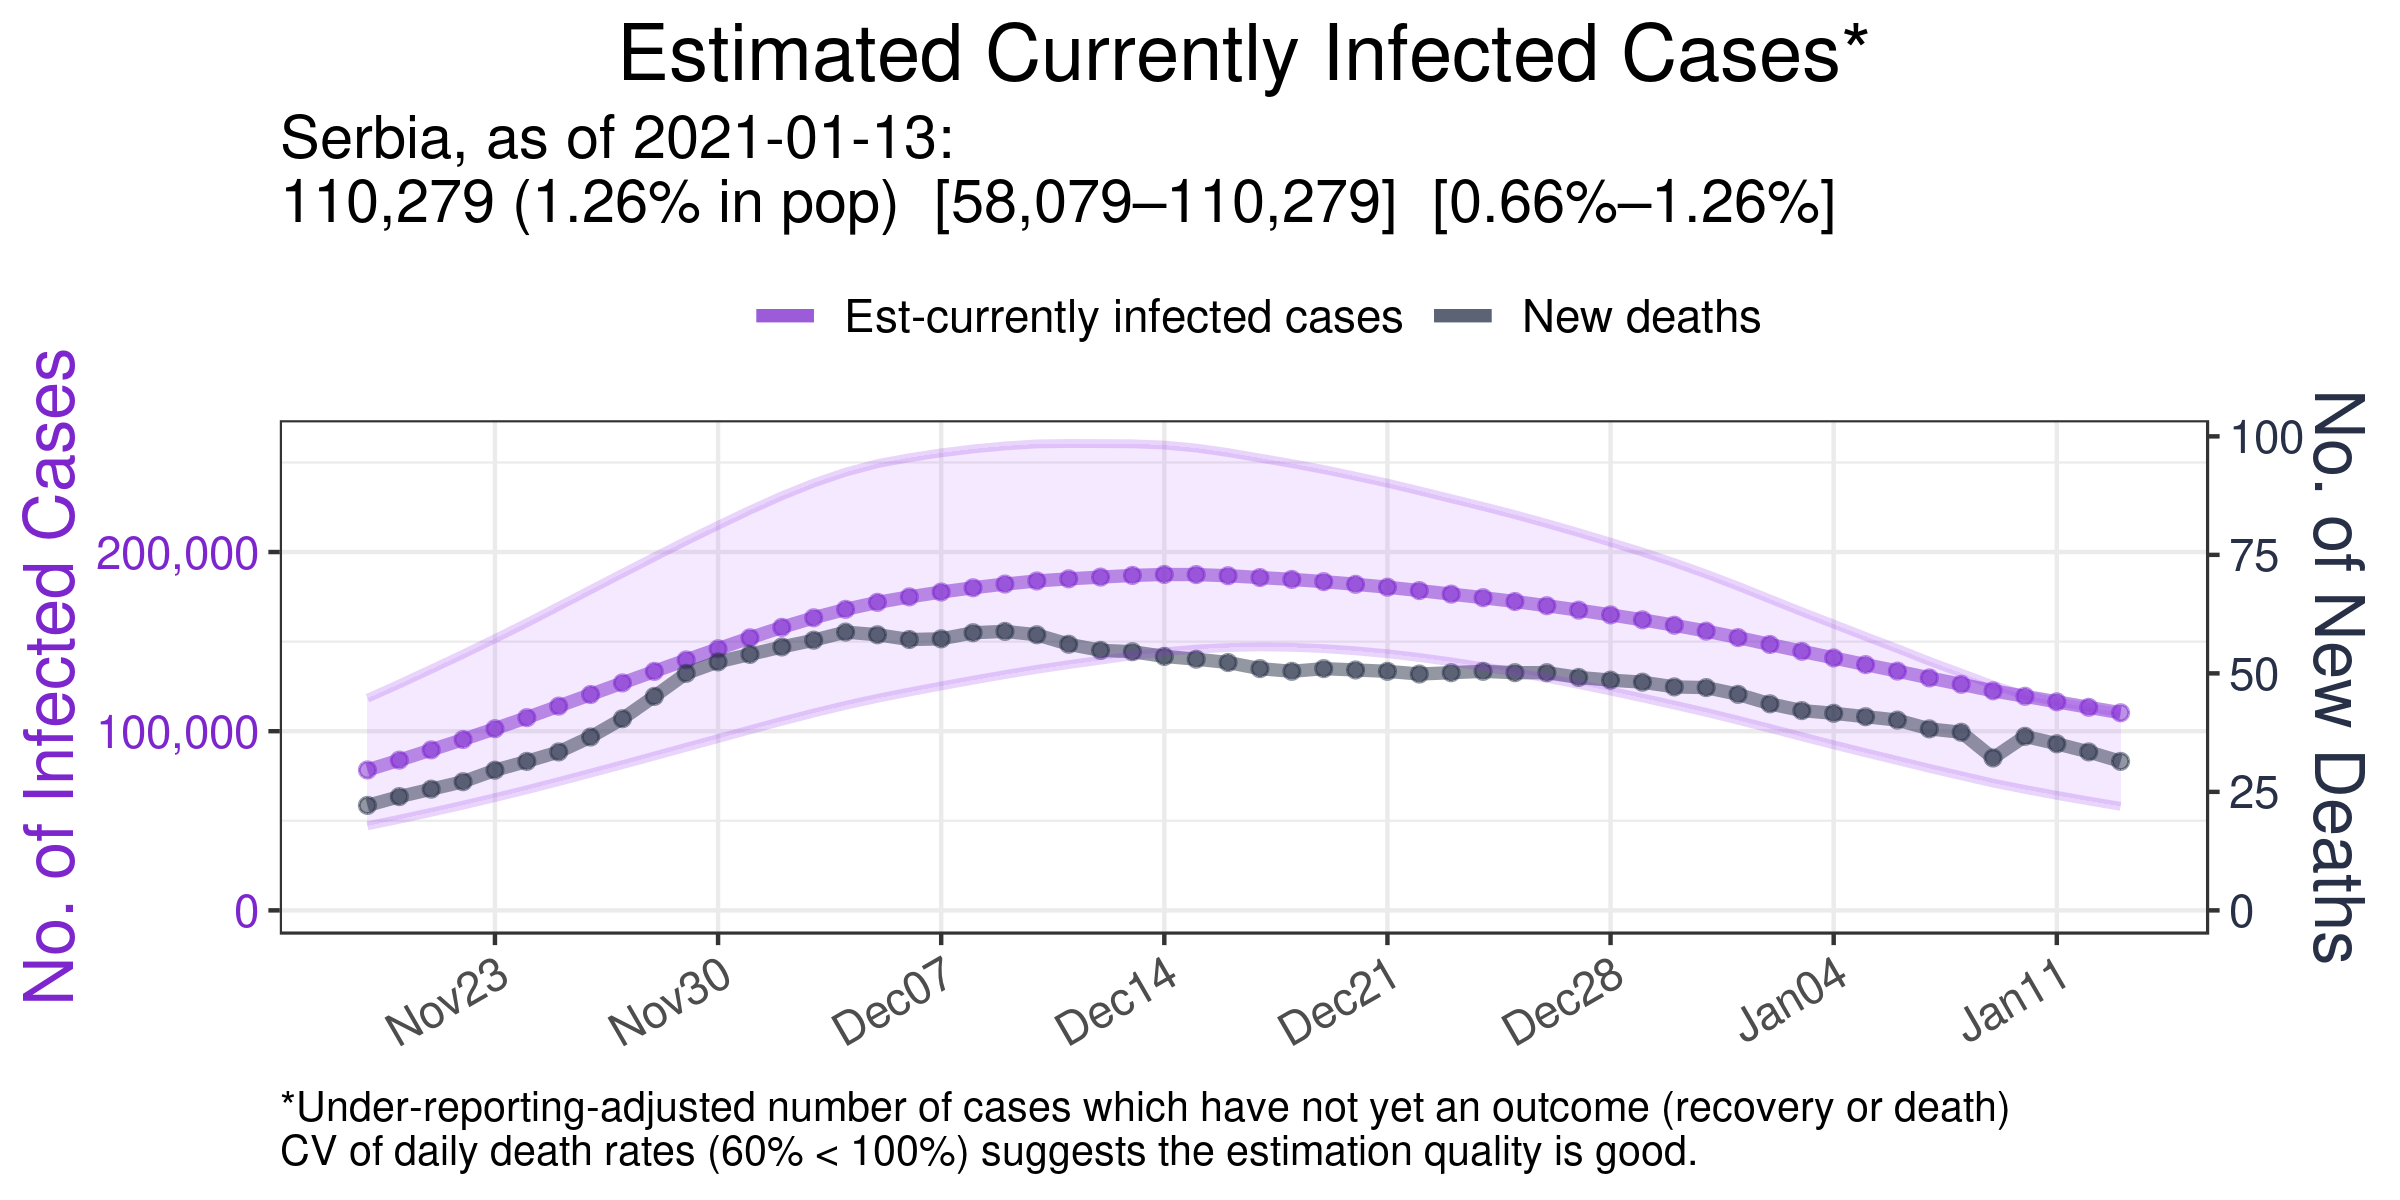 Estimated Currently Infected Cases*
Serbia, as of 2021-01-13:
110,279 (1.26% in pop)  [58,079–110,279]  [0.66%–1.26%]
Est-currently infected cases
New deaths
No. of Infected Cases
200,000
100,000
0
100
75
50
25
0
No. of New Deaths
Nov23
Nov30
Dec07
Dec14
Dec21
Dec28
Jan04
Jan11
*Under-reporting-adjusted number of cases which have not yet an outcome (recovery or death)
CV of daily death rates (60% < 100%) suggests the estimation quality is good.